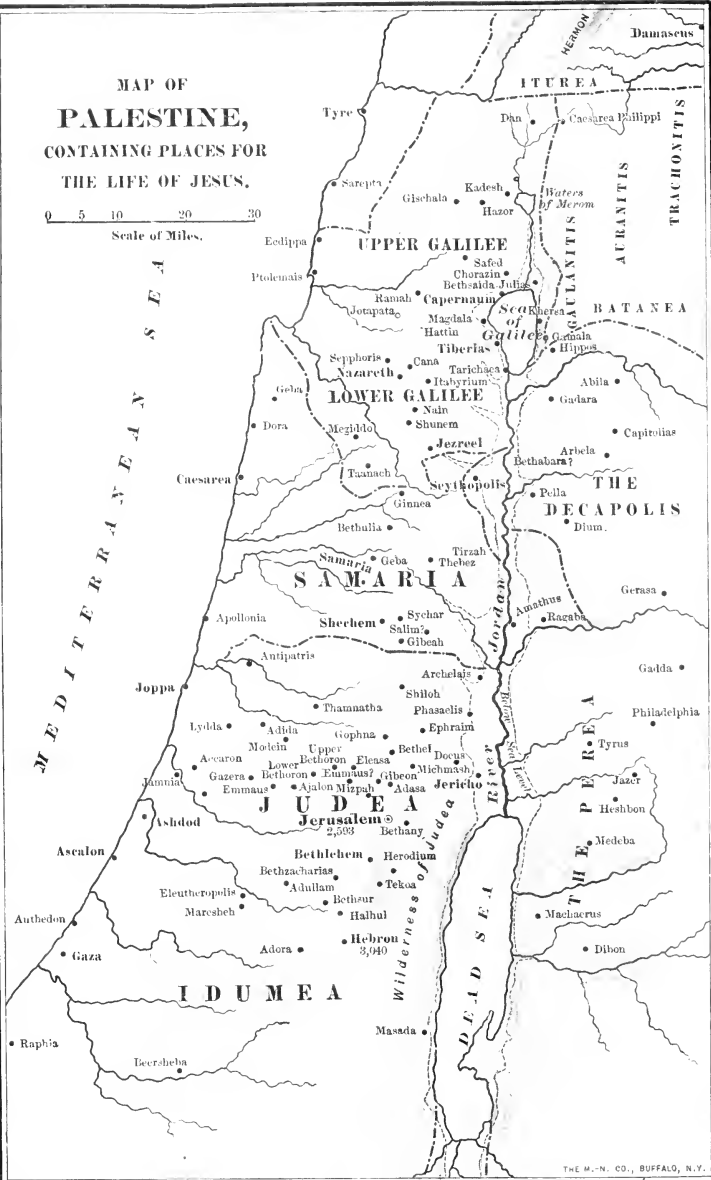 MAP OF
PALESTINE,
CONTAINING PLACES FOR
THE LIFE OF JESUS.
0 5 10 20 30
Scale of Miles.
HERMON
Damascus
ITUREA
Tyre
Dan
Caesarea Philippi
TRACHONITIS
AURANITIS
Sarepta
Kadesh
Gischala
Hazor
Waters
of Merom
GAULANITIS
Ecdippa
UPPER GALILEE
Safed
Chorazin
Ptolemais
Bethsaida Julias
Ramah
Capernaum
Jotapata
Sea
of
Galilee
Kherea
BATANEA
Magdala
Hattin
Gamala
Tiberias
Hippos
Sepphoris
Cana
Nazareth
Tarichaea
Itabyrium
Abila
LOWER GALILEE
Geba
Gadara
Nain
Shunem
Dora
Megiddo
Capitolias
Jezreel
Arbela
Bethabara?
Taanach
Caesarea
Scythopolis
THE
DECAPOLIS
Pella
Ginnea
Dium.
Bethulia
Tirzah
Samaria
Geba
Thebez
SAMARIA
Gerasa
Amathus
Ragaba
Apollonia
Sychar
Shechem
Salim?
Gibeah
Jordan
River
Antipatris
Gadda
Archelais
Joppa
Shiloh
Below Sea Level
Thamnatha
Phasaelis
Philadelphia
Lydda
Adida
Ephraim
Modein
Gophna
Tyrus
Upper
Bethoron
Bethel
Docus
Accaron
Lower
Bethoron
Eleasa
Michmash
Jamnia
Gazera
Emmaus?
Gibeon
Jericho
Jazer
Emmaus
Ajalon
Mizpah
Adasa
Heshbon
JUDEA
THE PEREA
Ashdod
Jerusalem
2,593
Bethany
Medeba
Ascalon
Bethlehem
Herodium
Bethzacharias
Adullam
Tekoa
Eleutheropolis
Bethsur
Maresheh
Halhul
Wilderness of Judea
Machaerus
Authedon
Hebron
3,040
Adora
Dibon
Gaza
DEAD SEA
IDUMEA
Masada
Raphia
Beersheba
MEDITERRANEAN SEA
THE M.-N. CO., BUFFALO, N.Y.